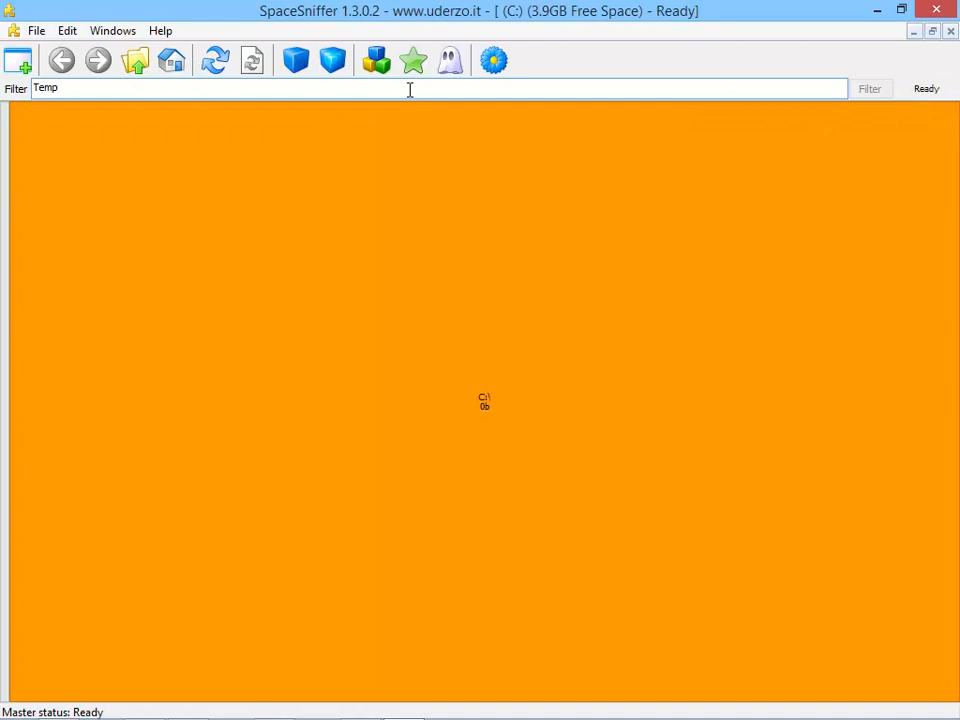 SpaceSniffer 1.3.0.2 - www.uderzo.it - [ (C:) (3.9GB Free Space) - Ready]
File Edit Windows Help
Filter Temp Filter Ready
C:\
0b
Master status: Ready